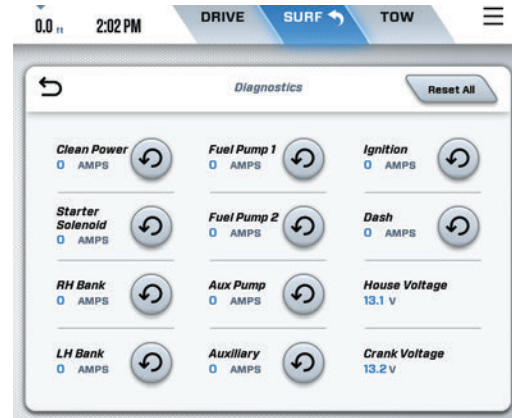 0.0 ft 2:02 PM DRIVE SURF TOW
Diagnostics Reset All
Clean Power Fuel Pump 1 Ignition
0 AMPS 0 AMPS 0 AMPS
Starter
Solenoid Fuel Pump 2 Dash
0 AMPS 0 AMPS 0 AMPS
RH Bank Aux Pump House Voltage
0 AMPS 0 AMPS 13.1 V
LH Bank Auxiliary Crank Voltage
0 AMPS 0 AMPS 13.2 V